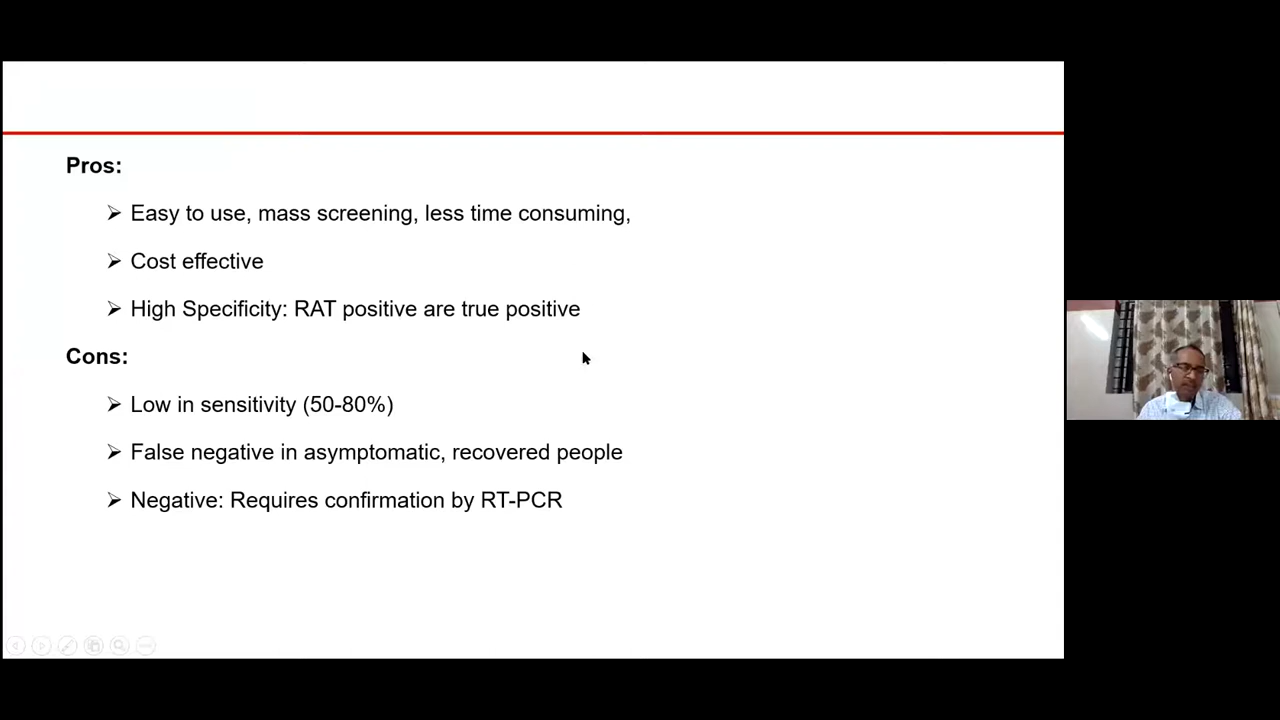 Pros:
➢ Easy to use, mass screening, less time consuming,
➢ Cost effective
➢ High Specificity: RAT positive are true positive
Cons:
➢ Low in sensitivity (50-80%)
➢ False negative in asymptomatic, recovered people
➢ Negative: Requires confirmation by RT-PCR